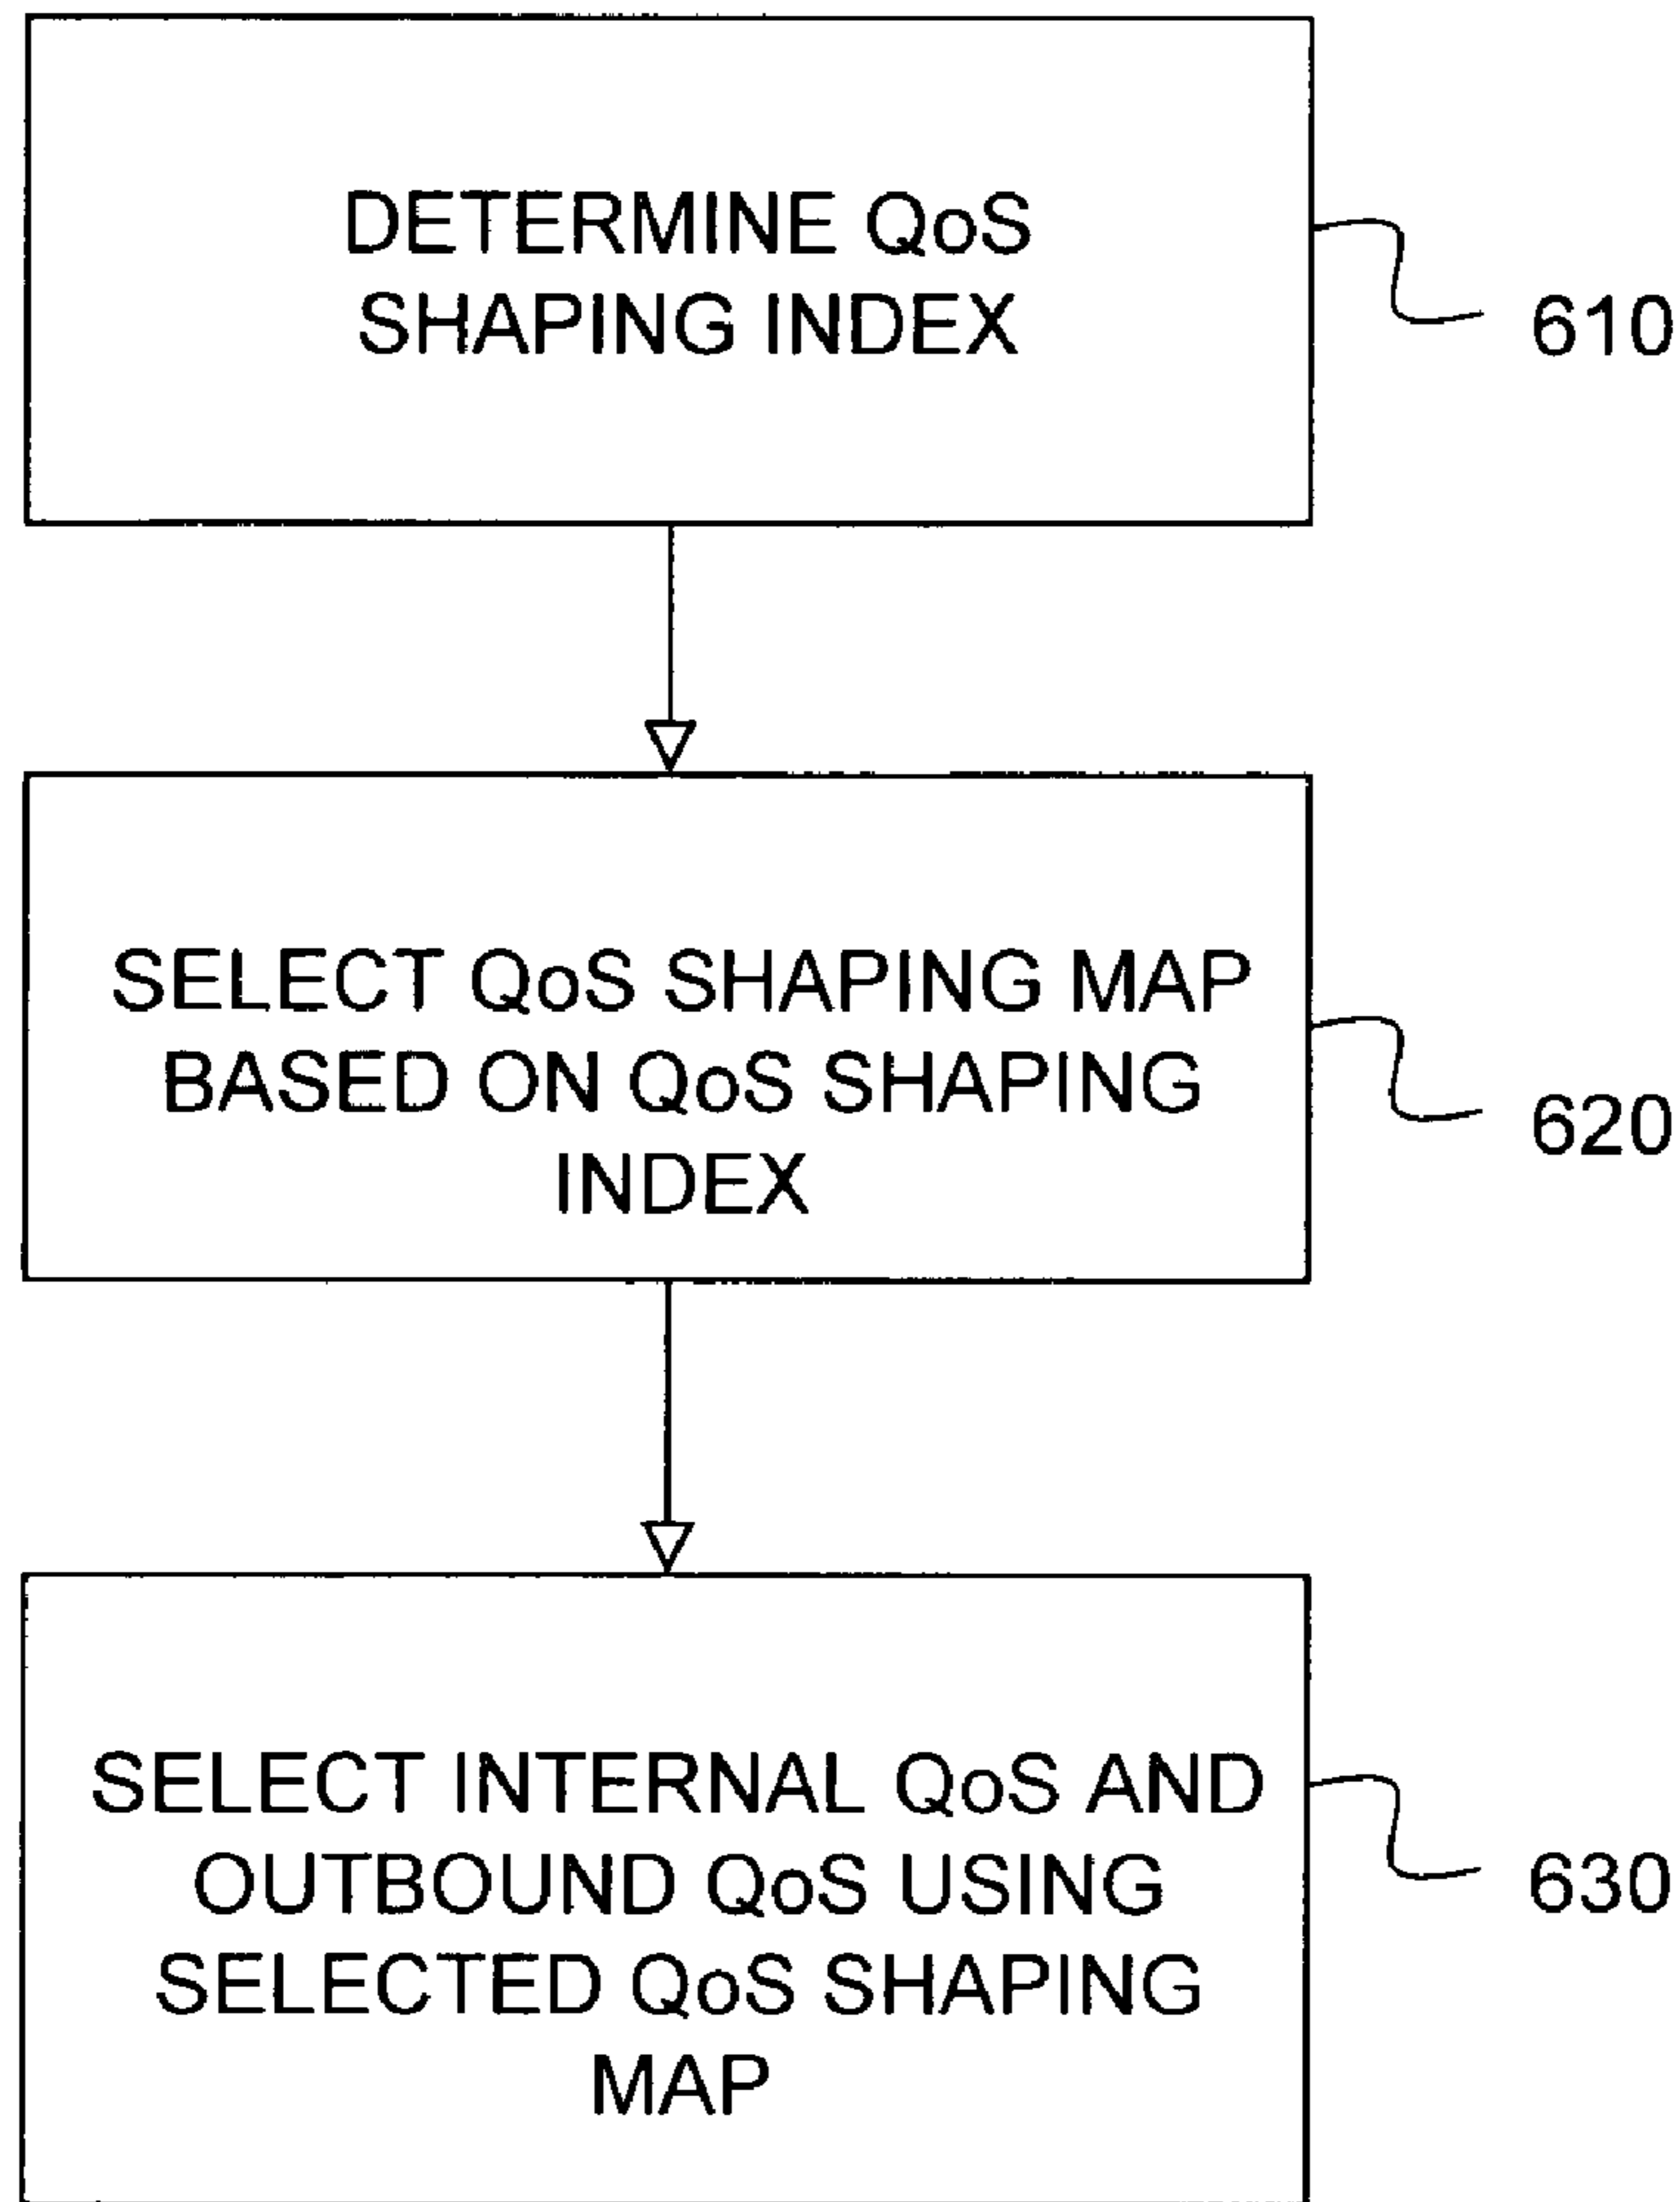 DETERMINE QoS
SHAPING INDEX
610
SELECT QoS SHAPING MAP
BASED ON QoS SHAPING
INDEX
620
SELECT INTERNAL QoS AND
OUTBOUND QoS USING
SELECTED QoS SHAPING
MAP
630